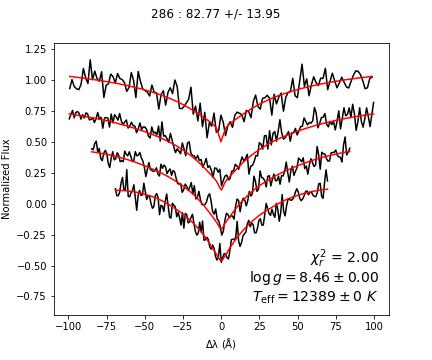 286 : 82.77 +/- 13.95
1.25
1.00
0.75
0.50
0.25
0.00
−0.25
−0.50
−0.75
Normalized Flux
χ²ᵣ = 2.00
log g = 8.46 ± 0.00
T_eff = 12389 ± 0 K
−100 −75 −50 −25 0 25 50 75 100
Δλ (Å)